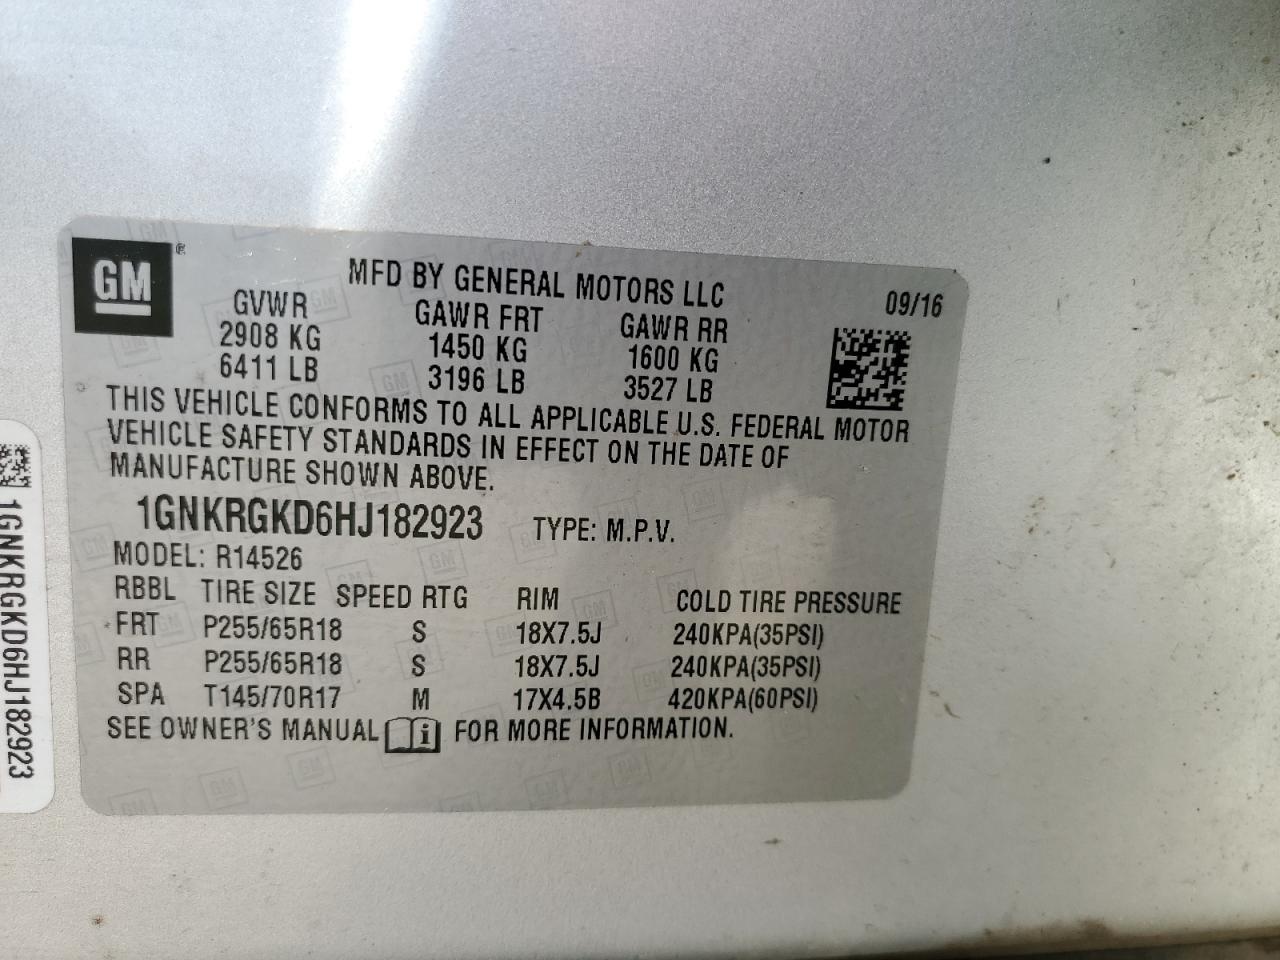 GM ®
MFD BY GENERAL MOTORS LLC
09/16
GVWR GAWR FRT GAWR RR
2908 KG 1450 KG 1600 KG
6411 LB 3196 LB 3527 LB
THIS VEHICLE CONFORMS TO ALL APPLICABLE U.S. FEDERAL MOTOR
VEHICLE SAFETY STANDARDS IN EFFECT ON THE DATE OF
MANUFACTURE SHOWN ABOVE.
1GNKRGKD6HJ182923 TYPE: M.P.V.
MODEL: R14526
RBBL TIRE SIZE SPEED RTG RIM COLD TIRE PRESSURE
FRT P255/65R18 S 18X7.5J 240KPA(35PSI)
RR P255/65R18 S 18X7.5J 240KPA(35PSI)
SPA T145/70R17 M 17X4.5B 420KPA(60PSI)
SEE OWNER'S MANUAL i FOR MORE INFORMATION.
1GNKRGKD6HJ182923